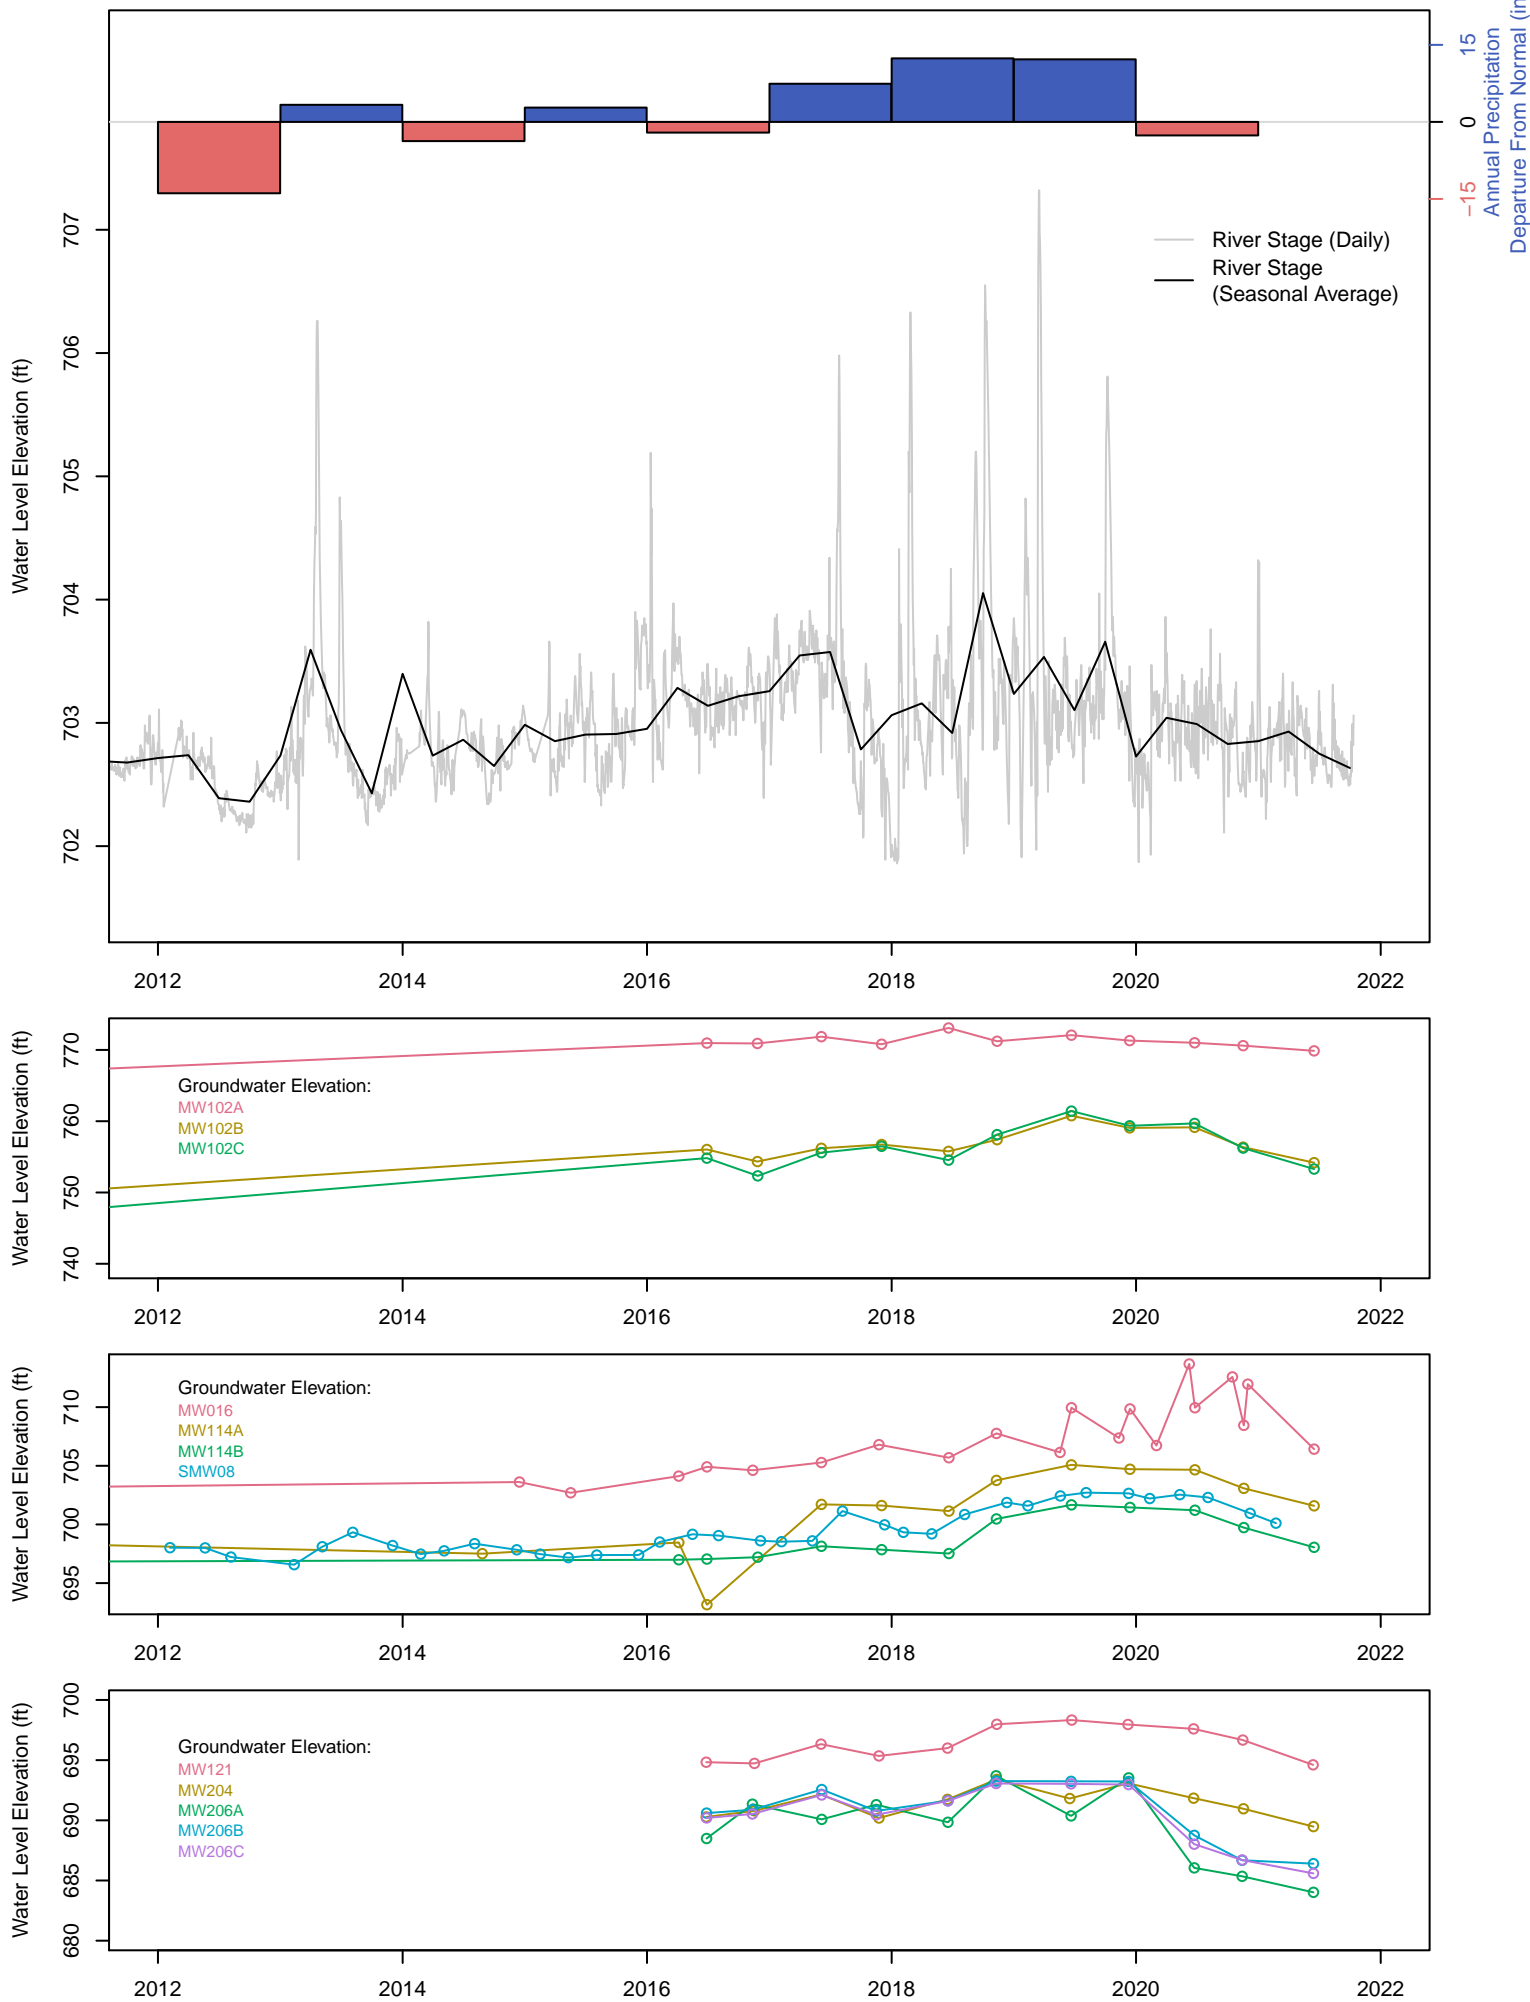 15
0
−15
Annual Precipitation
Departure From Normal (in
707
706
705
704
703
702
Water Level Elevation (ft)
River Stage (Daily)
River Stage
(Seasonal Average)
2012 2014 2016 2018 2020 2022
770
760
750
740
Water Level Elevation (ft)
Groundwater Elevation:
MW102A
MW102B
MW102C
2012 2014 2016 2018 2020 2022
710
705
700
695
Water Level Elevation (ft)
Groundwater Elevation:
MW016
MW114A
MW114B
SMW08
2012 2014 2016 2018 2020 2022
700
695
690
685
680
Water Level Elevation (ft)
Groundwater Elevation:
MW121
MW204
MW206A
MW206B
MW206C
2012 2014 2016 2018 2020 2022